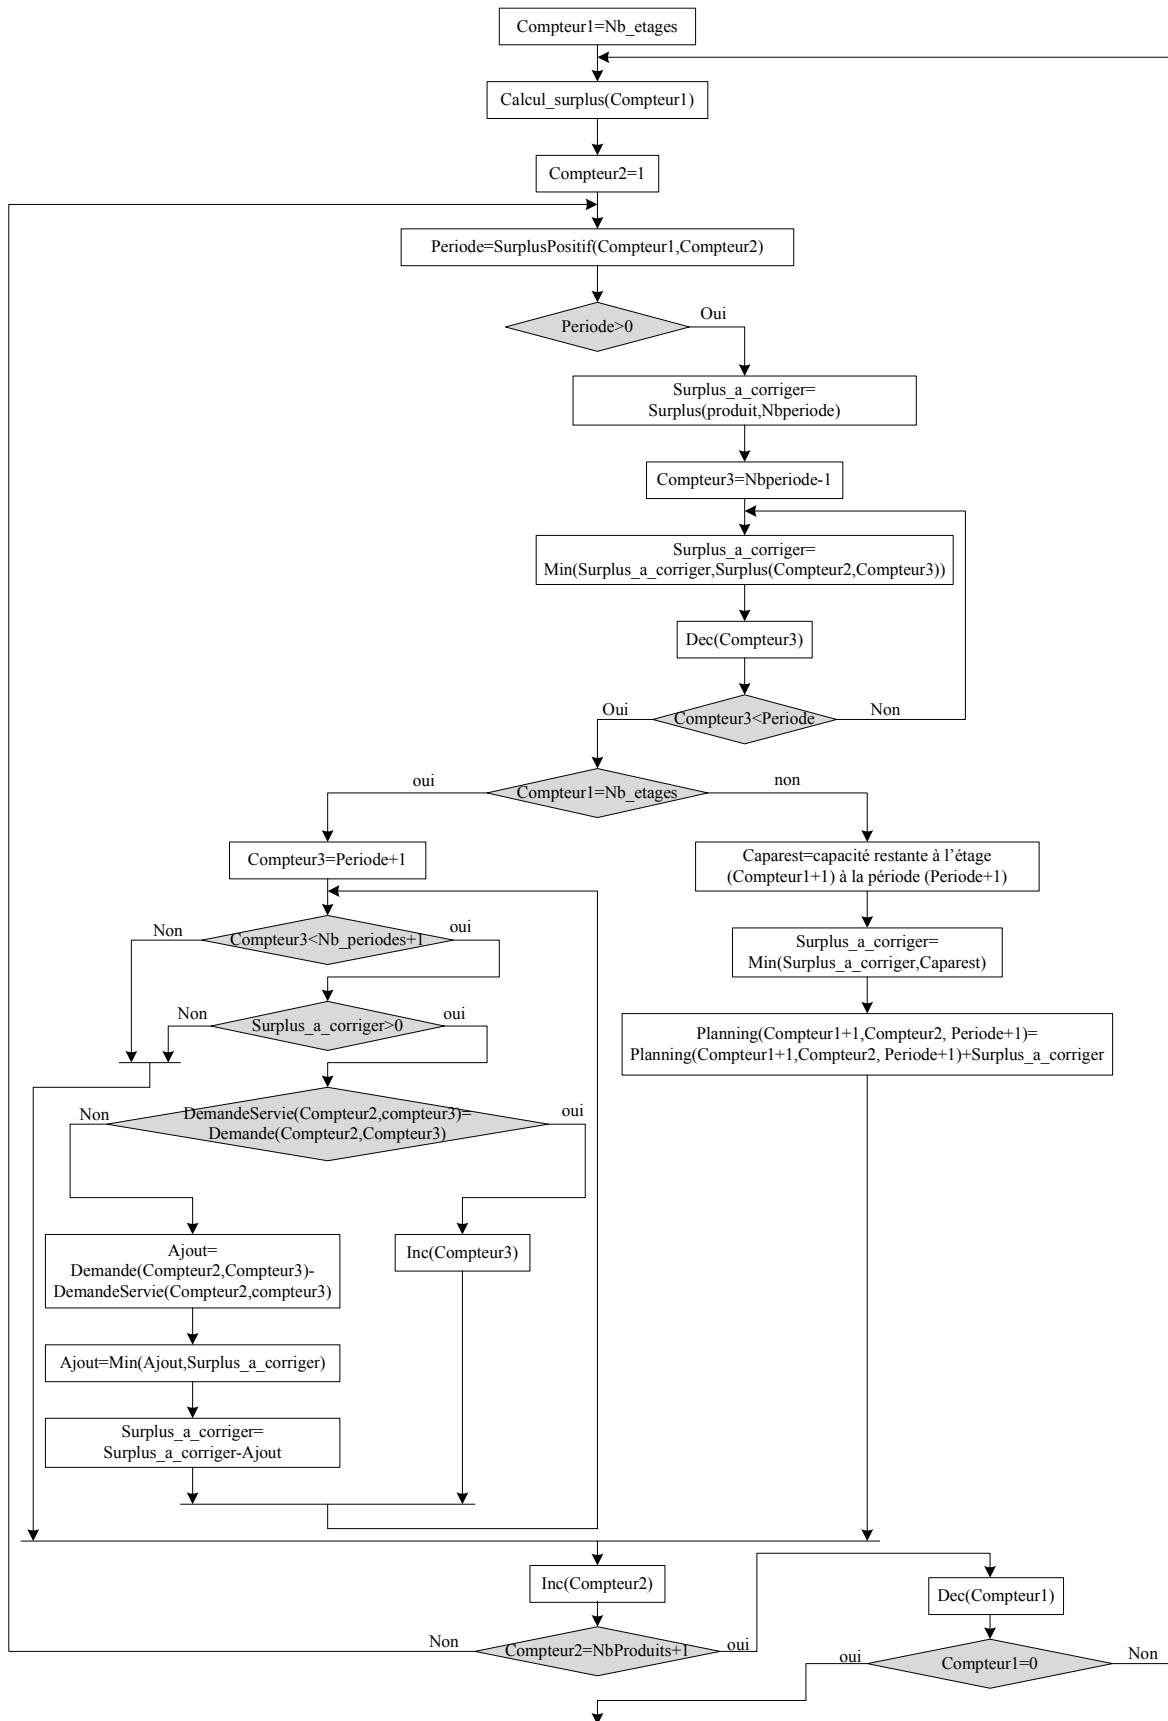 Compteur1=Nb_etages
Calcul_surplus(Compteur1)
Compteur2=1
Periode=SurplusPositif(Compteur1,Compteur2)
Periode>0
Oui
Surplus_a_corriger=
Surplus(produit,Nbperiode)
Compteur3=Nbperiode-1
Surplus_a_corriger=
Min(Surplus_a_corriger,Surplus(Compteur2,Compteur3))
Dec(Compteur3)
Oui
Compteur3<Periode
Non
oui
Compteur1=Nb_etages
non
Compteur3=Periode+1
Caparest=capacité restante à l’étage
(Compteur1+1) à la période (Periode+1)
Non
Compteur3<Nb_periodes+1
oui
Surplus_a_corriger=
Min(Surplus_a_corriger,Caparest)
Non
Surplus_a_corriger>0
oui
Planning(Compteur1+1,Compteur2, Periode+1)=
Planning(Compteur1+1,Compteur2, Periode+1)+Surplus_a_corriger
Non
DemandeServie(Compteur2,compteur3)=
Demande(Compteur2,Compteur3)
oui
Ajout=
Demande(Compteur2,Compteur3)-
DemandeServie(Compteur2,compteur3)
Inc(Compteur3)
Ajout=Min(Ajout,Surplus_a_corriger)
Surplus_a_corriger=
Surplus_a_corriger-Ajout
Inc(Compteur2)
Dec(Compteur1)
Non
Compteur2=NbProduits+1
oui
oui
Compteur1=0
Non